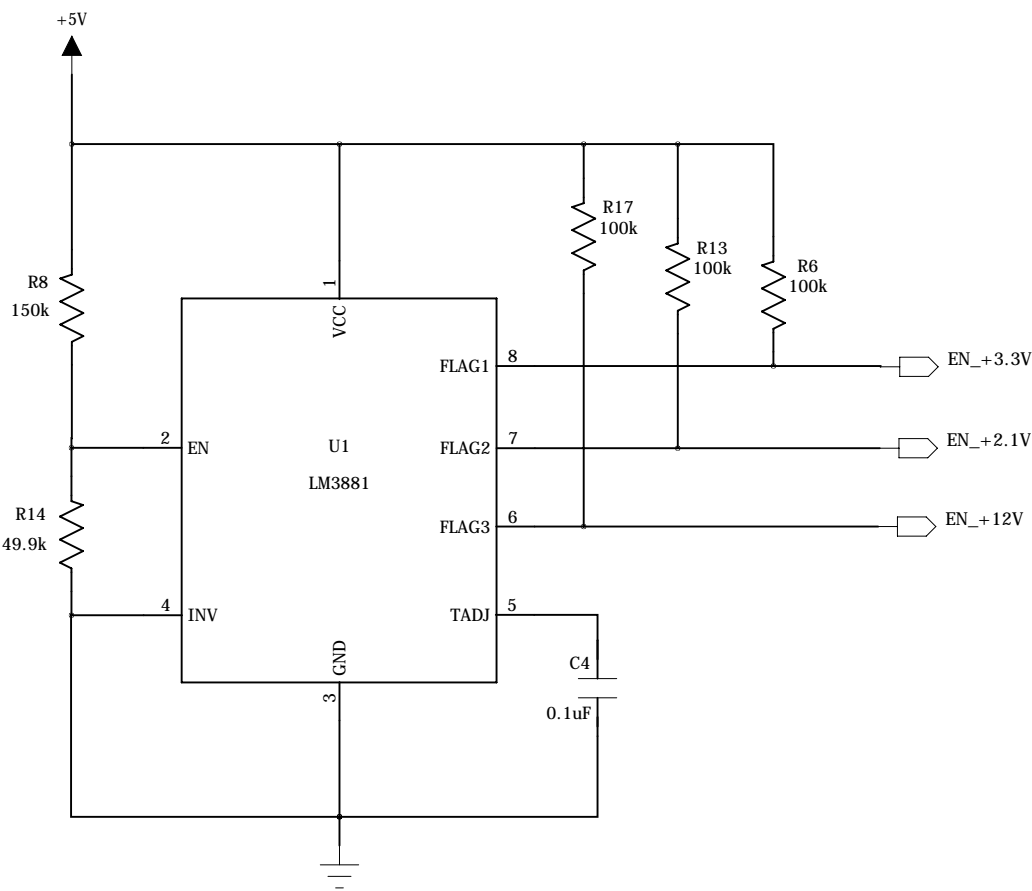 +5V
R17
100k
R13
100k
R6
100k
R8
150k
1
VCC
FLAG1
8
EN_+3.3V
2
EN
U1
LM3881
FLAG2
7
EN_+2.1V
R14
49.9k
FLAG3
6
EN_+12V
4
INV
TADJ
5
GND
3
C4
0.1uF